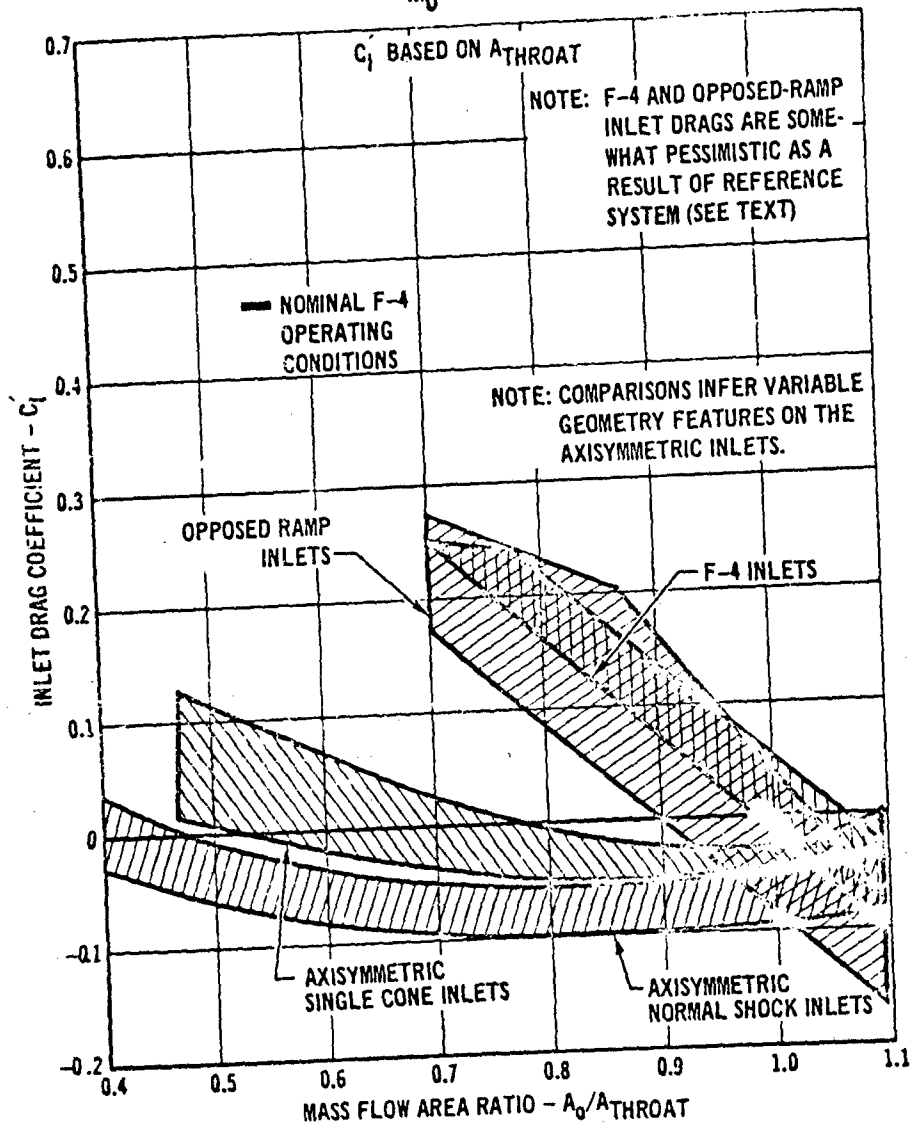 M₀
C'ᵢ BASED ON A_THROAT
NOTE: F-4 AND OPPOSED-RAMP
INLET DRAGS ARE SOME-
WHAT PESSIMISTIC AS A
RESULT OF REFERENCE
SYSTEM (SEE TEXT)
NOMINAL F-4
OPERATING
CONDITIONS
NOTE: COMPARISONS INFER VARIABLE
GEOMETRY FEATURES ON THE
AXISYMMETRIC INLETS.
OPPOSED RAMP
INLETS
F-4 INLETS
AXISYMMETRIC
SINGLE CONE INLETS
AXISYMMETRIC
NORMAL SHOCK INLETS
INLET DRAG COEFFICIENT - C'ᵢ
0.7
0.6
0.5
0.4
0.3
0.2
0.1
0
-0.1
-0.2
0.4
0.5
0.6
0.7
0.8
0.9
1.0
1.1
MASS FLOW AREA RATIO - A₀/A_THROAT